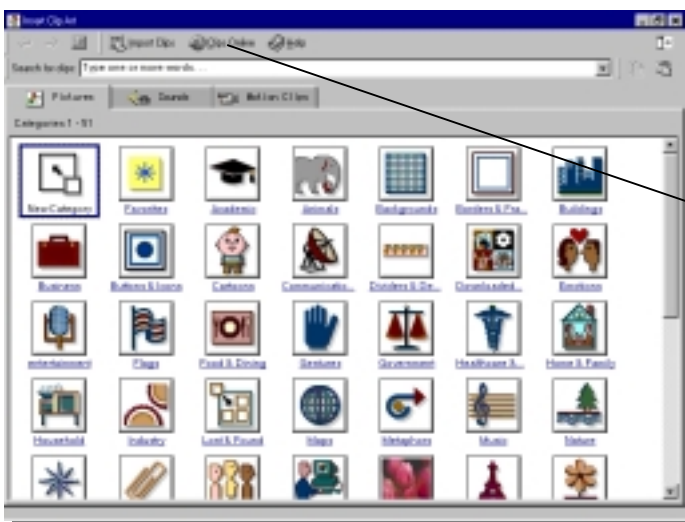 Insert Clip Art
Import Clips Clips Online Help
Search for clips: Type one or more words...
Pictures Sounds Motion Clips
Categories 1 - 51
New Category Favorites Academic Animals Backgrounds Borders & Fra... Buildings
Business Buttons & Icons Cartoons Communicatio... Dividers & De... Downloaded... Emotions
entertainment Flags Food & Dining Gestures Government Healthcare &... Home & Family
Household Industry Lost & Found Maps Metaphors Music Nature